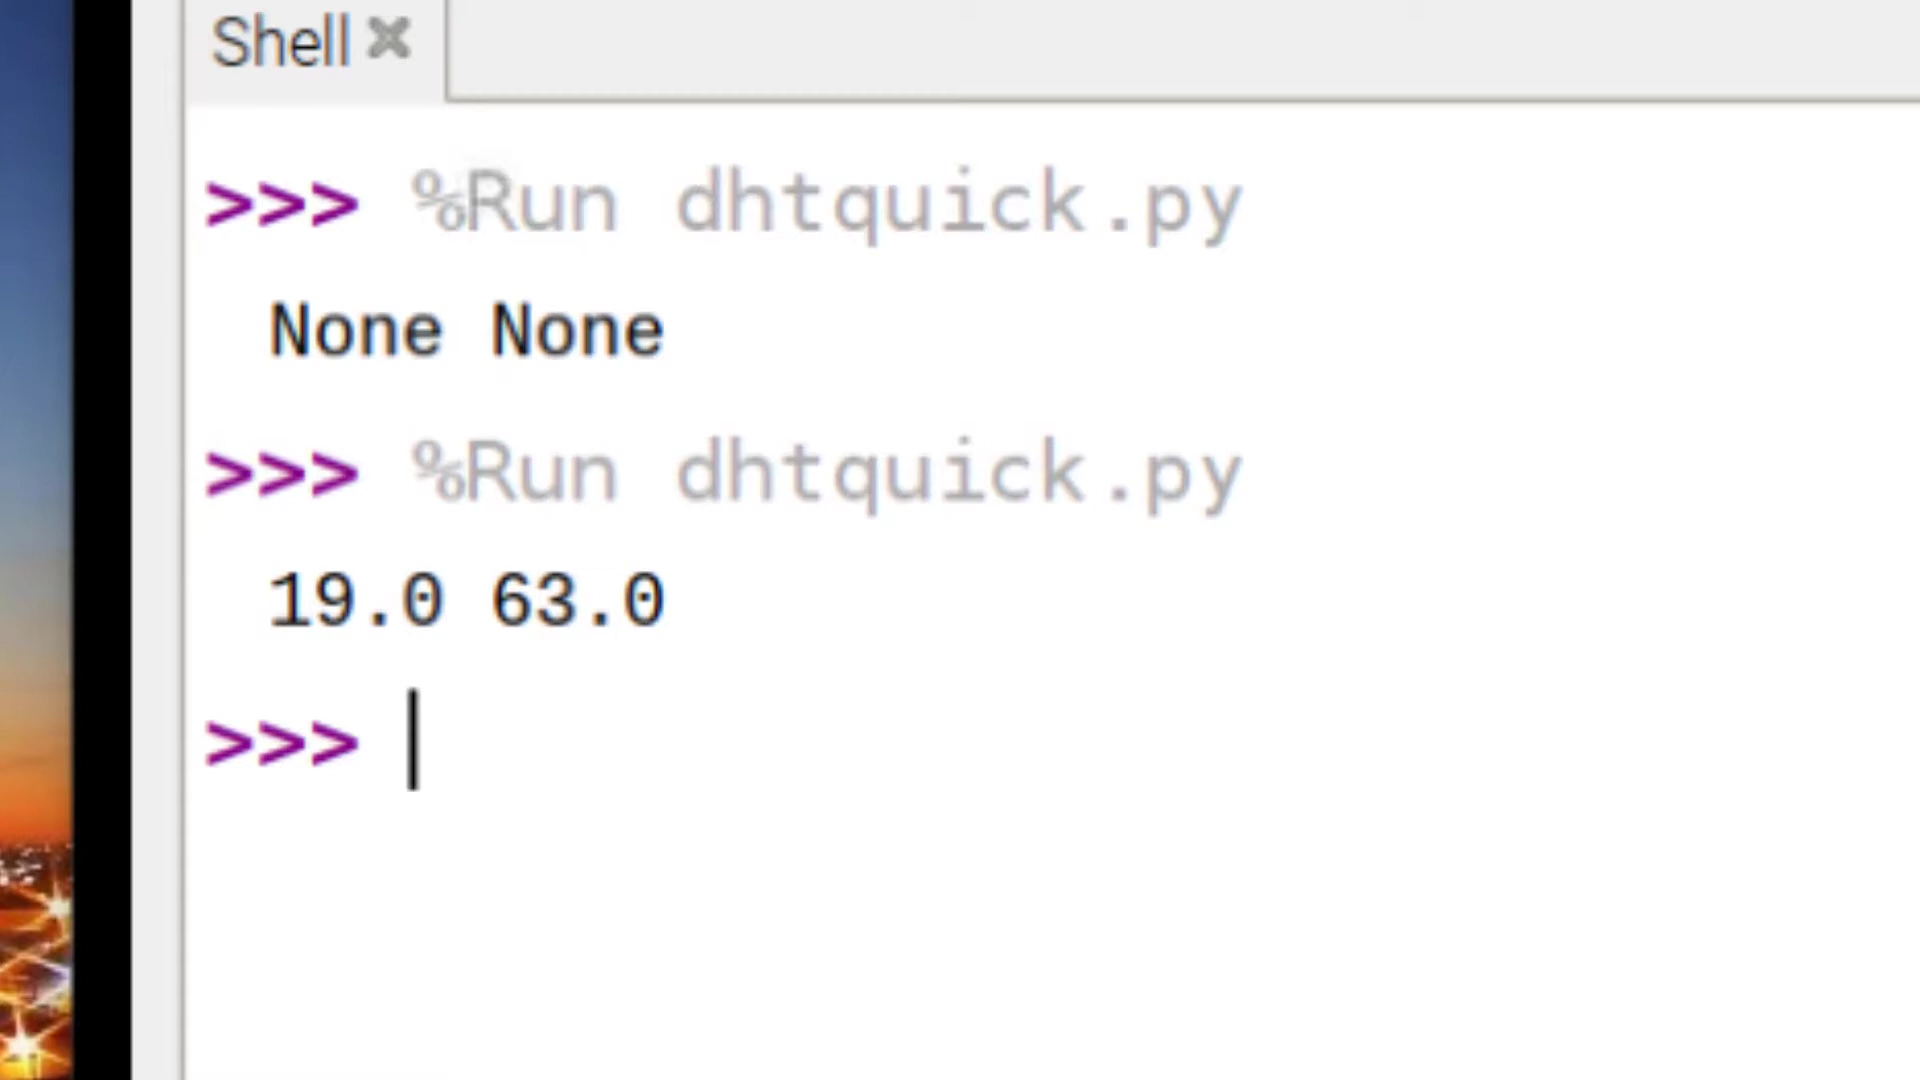 Shell
>>> %Run dhtquick.py
None None
>>> %Run dhtquick.py
19.0 63.0
>>>